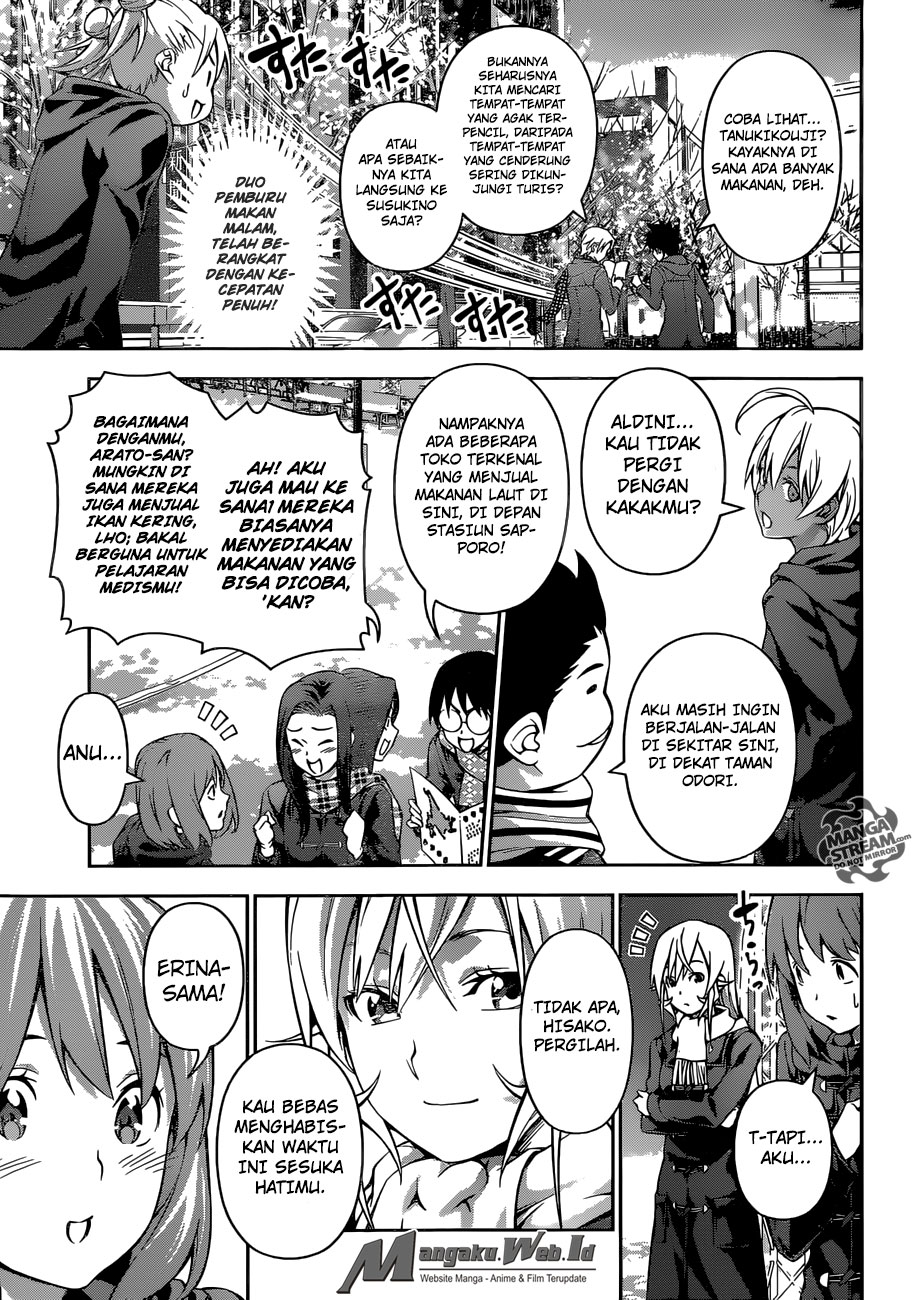 COBA LIHAT...
TANUKIKOUJI?
KAYAKNYA DI
SANA ADA BANYAK
MAKANAN, DEH.
BUKANNYA
SEHARUSNYA
KITA MENCARI
TEMPAT-TEMPAT
YANG AGAK TER-
PENCIL, DARIPADA
TEMPAT-TEMPAT
YANG CENDERUNG
SERING DIKUN-
JUNGI TURIS?
ATAU
APA SEBAIK-
NYA KITA
LANGSUNG KE
SUSUKINO
SAJA?
すたた
すたた
DUO
PEMBURU
MAKAN
MALAM,
TELAH BE-
RANGKAT
DENGAN KE-
CEPATAN
PENUH!
ALDINI...
KAU TIDAK
PERGI
DENGAN
KAKAKMU?
AKU MASIH INGIN
BERJALAN-JALAN
DI SEKITAR SINI,
DI DEKAT TAMAN
ODORI.
NAMPAKNYA
ADA BEBERAPA
TOKO TERKENAL
YANG MENJUAL
MAKANAN LAUT DI
SINI, DI DEPAN
STASIUN SAP-
PORO!
AH! AKU
JUGA MAU KE
SANA1 MEREKA
BIASANYA
MENYEDIAKAN
MAKANAN YANG
BISA DICOBA,
'KAN?
BAGAIMANA
DENGANMU,
ARATO-SAN?
MUNGKIN DI
SANA MEREKA
JUGA MENJUAL
IKAN KERING,
LHO; BAKAL
BERGUNA UNTUK
PELAJARAN
MEDISMU!
ANU...
MANGA
STREAM.com
DO NOT MIRROR
ちら・・
T-TAPI...
AKU...
TIDAK APA,
HISAKO.
PERGILAH.
KAU BEBAS
MENGHABIS-
KAN WAKTU
INI SESUKA
HATIMU.
ERINA-
SAMA!
Mangaku.Web.Id
Website Manga - Anime & Film Terupdate